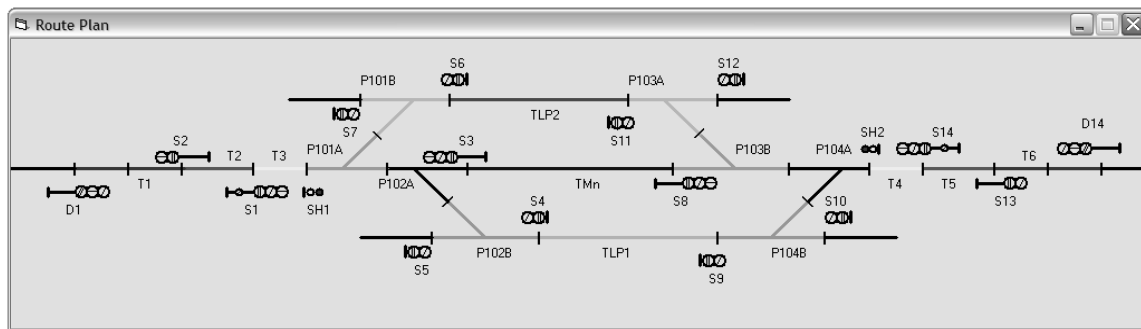 Route Plan
S6
S12
P101B
P103A
TLP2
S7
S11
S2
S3
SH2
S14
D14
T2
T3
P101A
P103B
P104A
T6
T1
P102A
TMn
T4
T5
D1
S1
SH1
S8
S13
S4
S10
S5
P102B
TLP1
S9
P104B